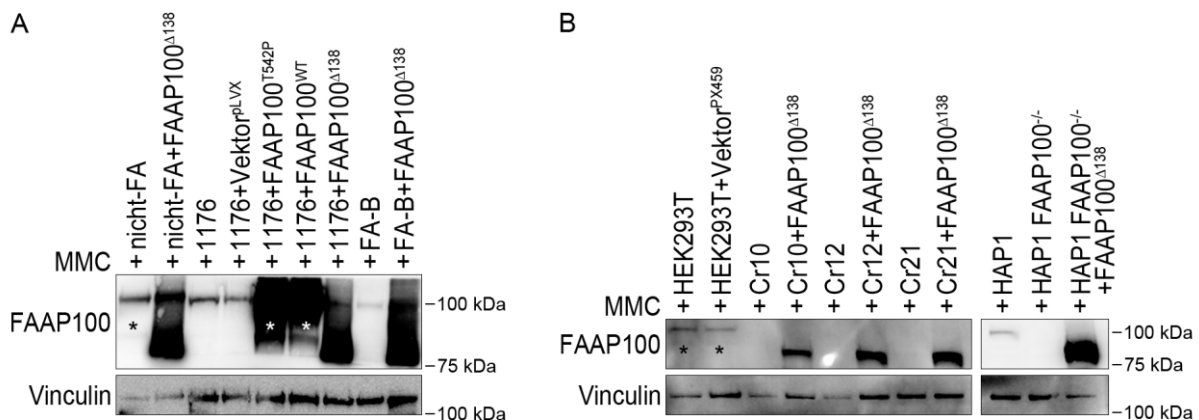 A
nicht-FA
nicht-FA+FAAP100Δ138
1176
1176+VektorpLVX
1176+FAAP100T542P
1176+FAAP100WT
1176+FAAP100Δ138
FA-B
FA-B+FAAP100Δ138
MMC + + + + + + + + +
FAAP100
* * *
100 kDa
75 kDa
Vinculin
100 kDa
B
HEK293T
HEK293T+VektorPX459
Cr10
Cr10+FAAP100Δ138
Cr12
Cr12+FAAP100Δ138
Cr21
Cr21+FAAP100Δ138
HAP1
HAP1 FAAP100-/-
HAP1 FAAP100-/-
+FAAP100Δ138
MMC + + + + + + + + + + +
FAAP100
* *
100 kDa
75 kDa
Vinculin
100 kDa